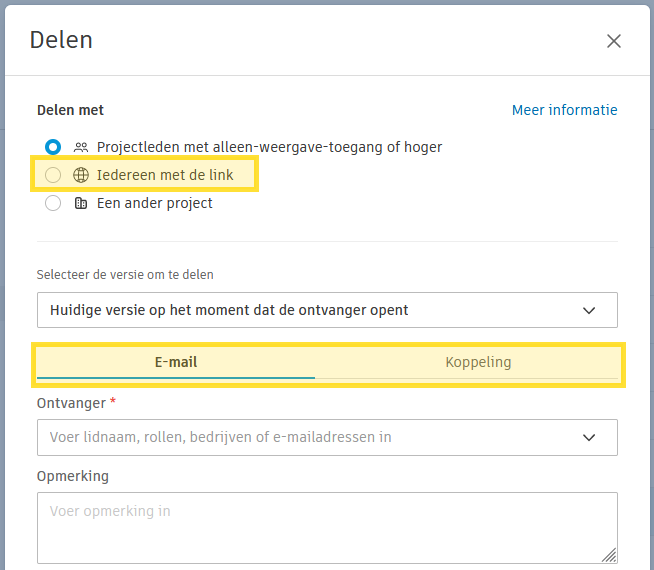 Delen
Delen met
Meer informatie
Projectleden met alleen-weergave-toegang of hoger
Iedereen met de link
Een ander project
Selecteer de versie om te delen
Huidige versie op het moment dat de ontvanger opent
E-mail
Koppeling
Ontvanger *
Voer lidnaam, rollen, bedrijven of e-mailadressen in
Opmerking
Voer opmerking in